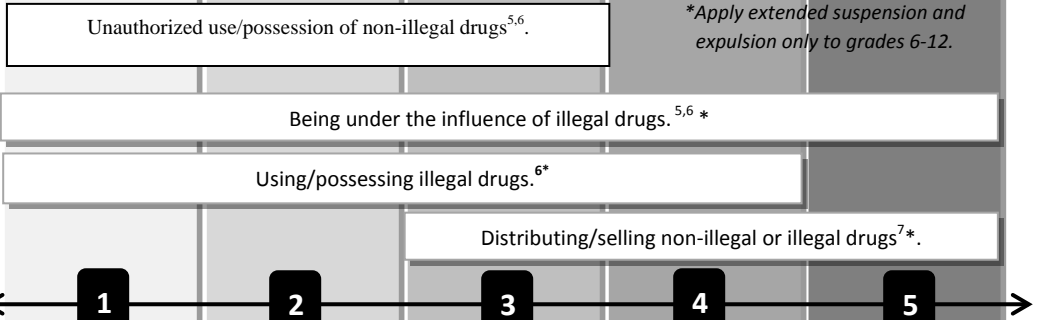 Unauthorized use/possession of non-illegal drugs5,6.
*Apply extended suspension and
expulsion only to grades 6-12.
Being under the influence of illegal drugs. 5,6 *
Using/possessing illegal drugs.6*
Distributing/selling non-illegal or illegal drugs7*.
1 2 3 4 5